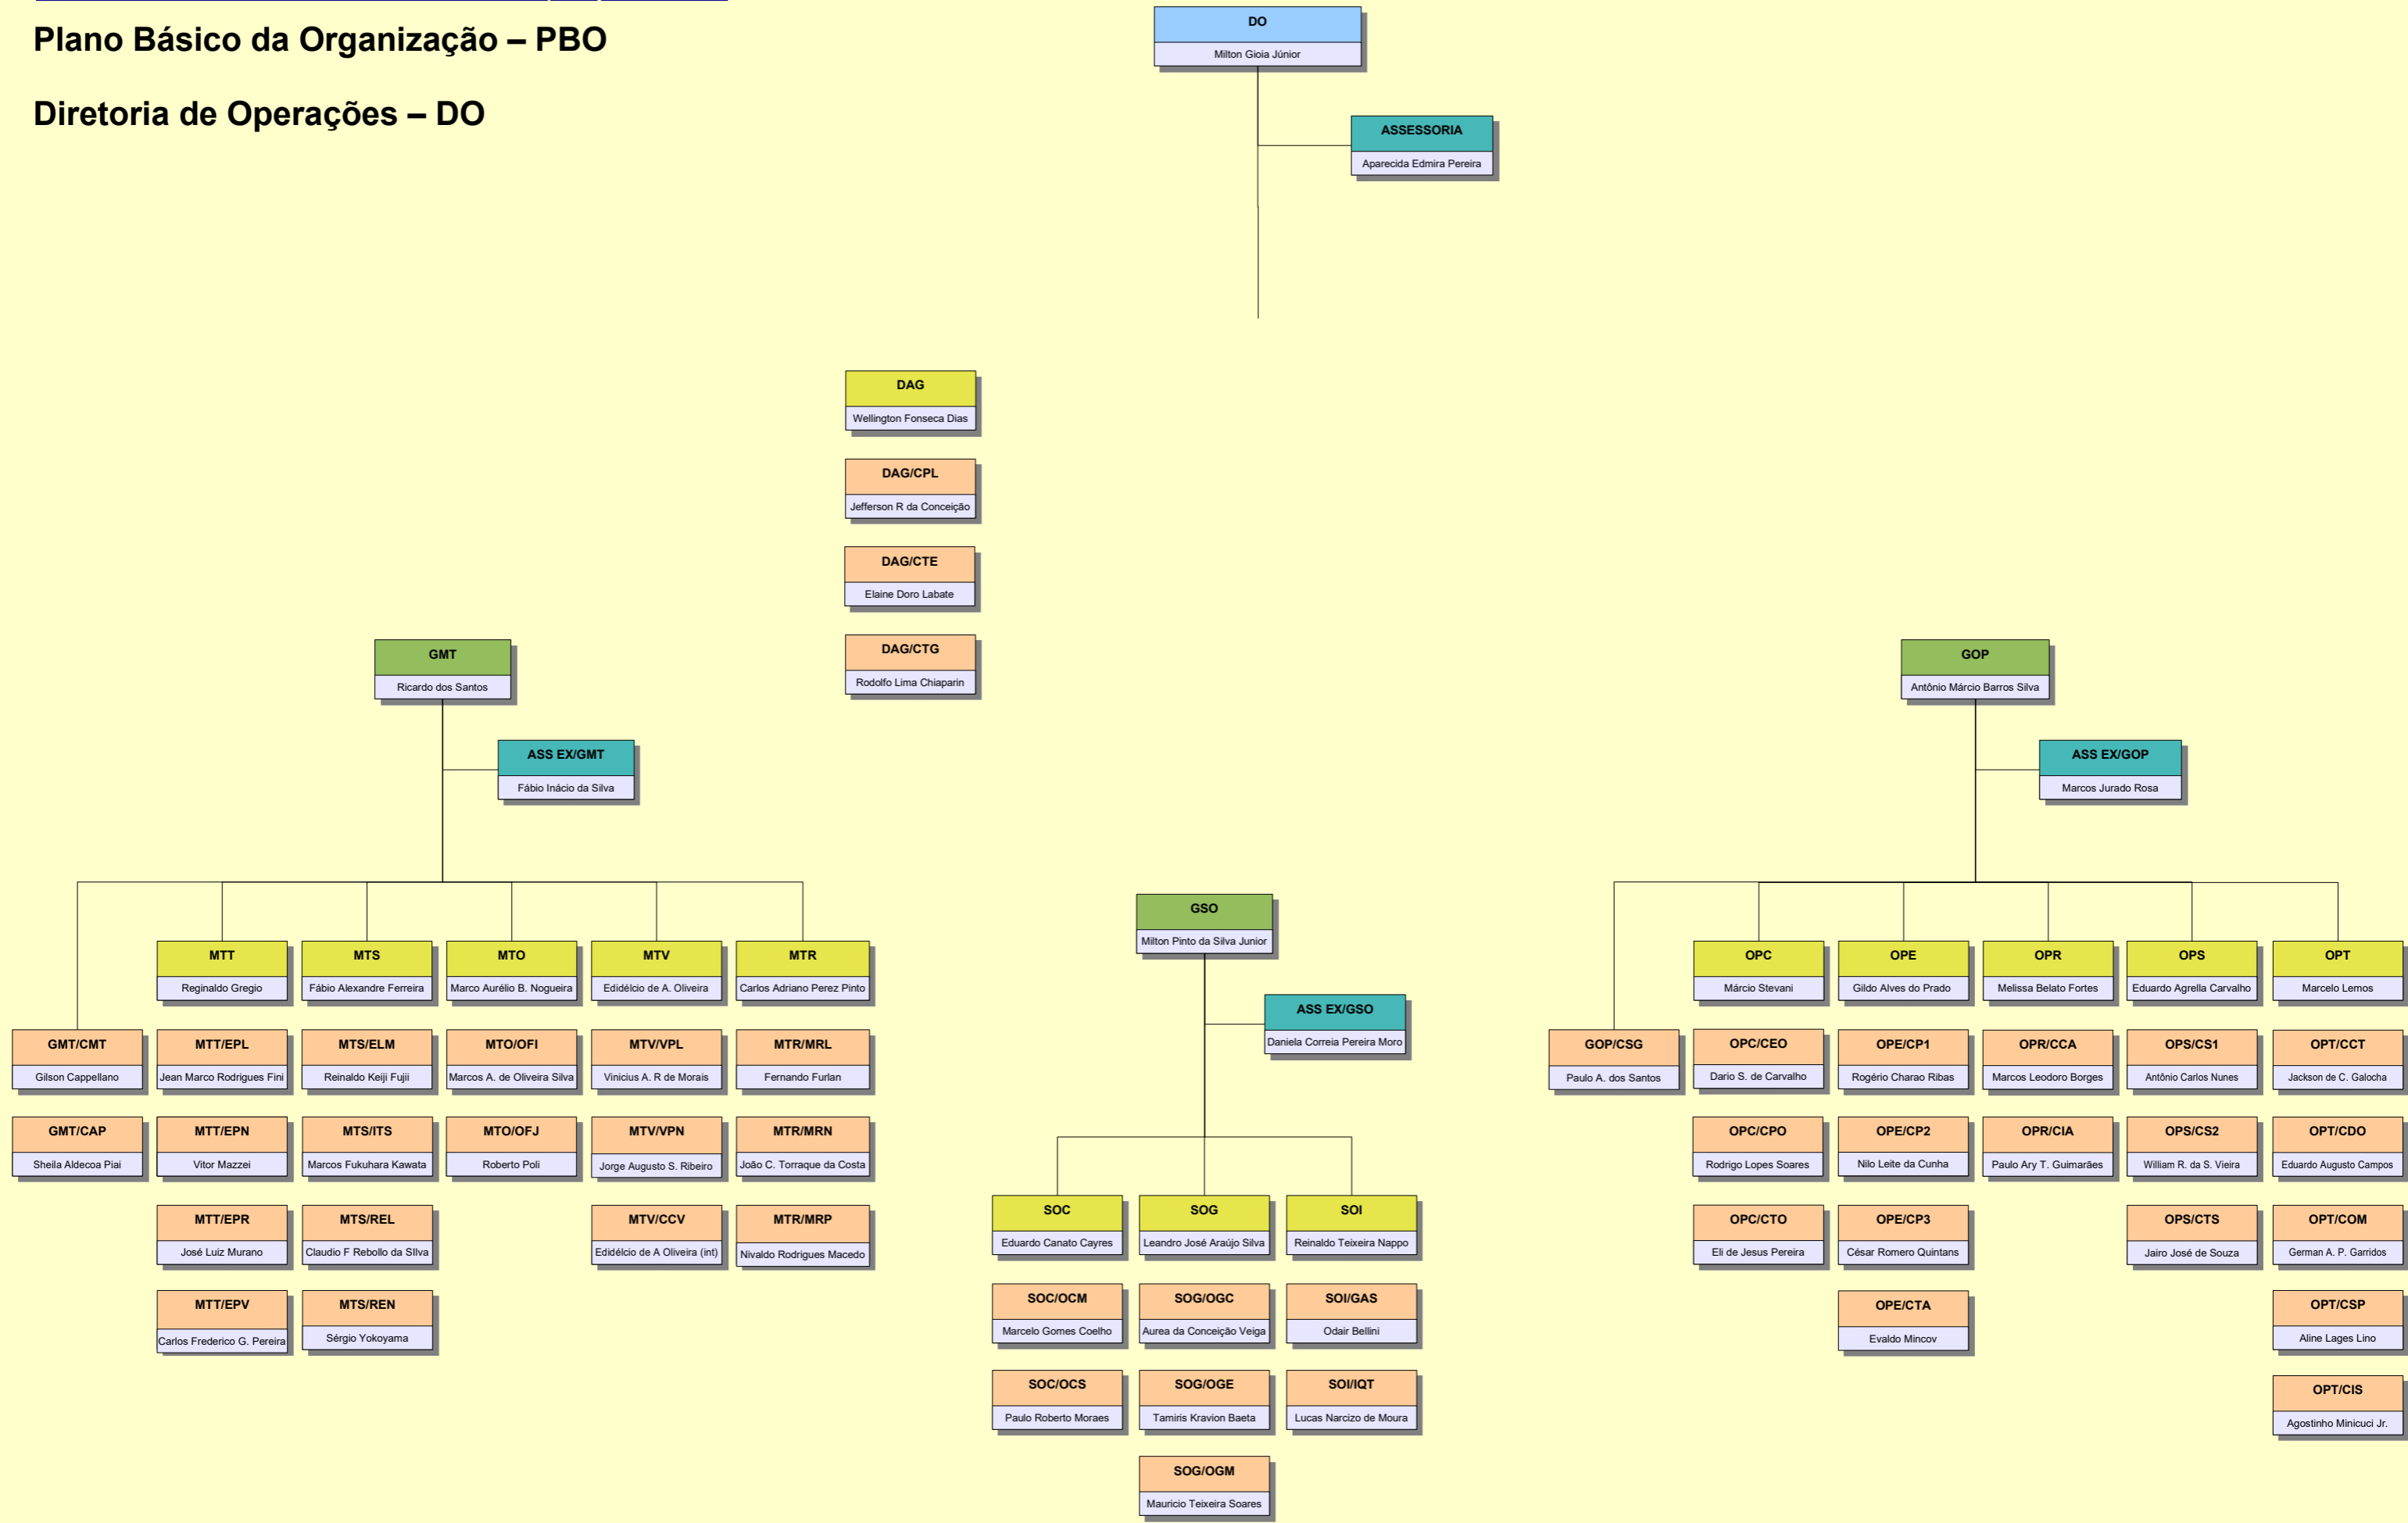 Plano Básico da Organização – PBO
Diretoria de Operações – DO
DO
Milton Gioia Júnior
ASSESSORIA
Aparecida Edmira Pereira
DAG
Wellington Fonseca Dias
DAG/CPL
Jefferson R da Conceição
DAG/CTE
Elaine Doro Labate
DAG/CTG
Rodolfo Lima Chiaparin
GMT
Ricardo dos Santos
ASS EX/GMT
Fábio Inácio da Silva
GMT/CMT
Gilson Cappellano
GMT/CAP
Sheila Aldecoa Piai
MTT
Reginaldo Gregio
MTT/EPL
Jean Marco Rodrigues Fini
MTT/EPN
Vitor Mazzei
MTT/EPR
José Luiz Murano
MTT/EPV
Carlos Frederico G. Pereira
MTS
Fábio Alexandre Ferreira
MTS/ELM
Reinaldo Keiji Fujii
MTS/ITS
Marcos Fukuhara Kawata
MTS/REL
Claudio F Rebollo da SIlva
MTS/REN
Sérgio Yokoyama
MTO
Marco Aurélio B. Nogueira
MTO/OFI
Marcos A. de Oliveira Silva
MTO/OFJ
Roberto Poli
MTV
Edidélcio de A. Oliveira
MTV/VPL
Vinicius A. R de Morais
MTV/VPN
Jorge Augusto S. Ribeiro
MTV/CCV
Edidélcio de A Oliveira (int)
MTR
Carlos Adriano Perez Pinto
MTR/MRL
Fernando Furlan
MTR/MRN
João C. Torraque da Costa
MTR/MRP
Nivaldo Rodrigues Macedo
GSO
Milton Pinto da Silva Junior
ASS EX/GSO
Daniela Correia Pereira Moro
SOC
Eduardo Canato Cayres
SOC/OCM
Marcelo Gomes Coelho
SOC/OCS
Paulo Roberto Moraes
SOG
Leandro José Araújo Silva
SOG/OGC
Aurea da Conceição Veiga
SOG/OGE
Tamiris Kravion Baeta
SOG/OGM
Mauricio Teixeira Soares
SOI
Reinaldo Teixeira Nappo
SOI/GAS
Odair Bellini
SOI/IQT
Lucas Narcizo de Moura
GOP
Antônio Márcio Barros Silva
ASS EX/GOP
Marcos Jurado Rosa
GOP/CSG
Paulo A. dos Santos
OPC
Márcio Stevani
OPC/CEO
Dario S. de Carvalho
OPC/CPO
Rodrigo Lopes Soares
OPC/CTO
Eli de Jesus Pereira
OPE
Gildo Alves do Prado
OPE/CP1
Rogério Charao Ribas
OPE/CP2
Nilo Leite da Cunha
OPE/CP3
César Romero Quintans
OPE/CTA
Evaldo Mincov
OPR
Melissa Belato Fortes
OPR/CCA
Marcos Leodoro Borges
OPR/CIA
Paulo Ary T. Guimarães
OPS
Eduardo Agrella Carvalho
OPS/CS1
Antônio Carlos Nunes
OPS/CS2
William R. da S. Vieira
OPS/CTS
Jairo José de Souza
OPT
Marcelo Lemos
OPT/CCT
Jackson de C. Galocha
OPT/CDO
Eduardo Augusto Campos
OPT/COM
German A. P. Garridos
OPT/CSP
Aline Lages Lino
OPT/CIS
Agostinho Minicuci Jr.